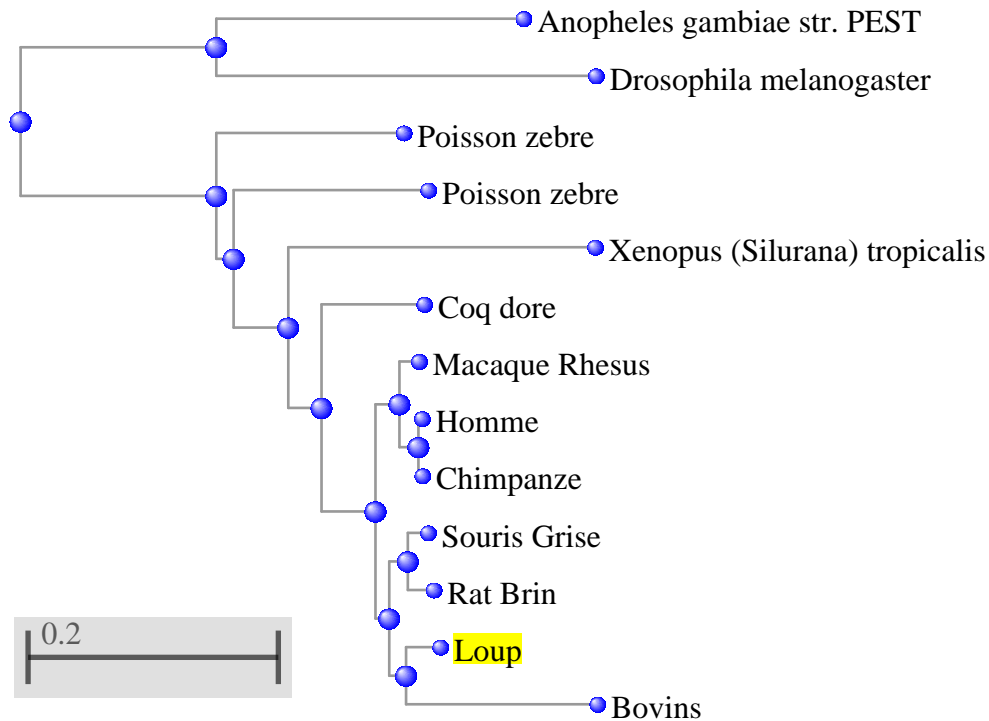 Anopheles gambiae str. PEST
Drosophila melanogaster
Poisson zebre
Poisson zebre
Xenopus (Silurana) tropicalis
Coq dore
Macaque Rhesus
Homme
Chimpanze
Souris Grise
Rat Brin
Loup
Bovins
0.2